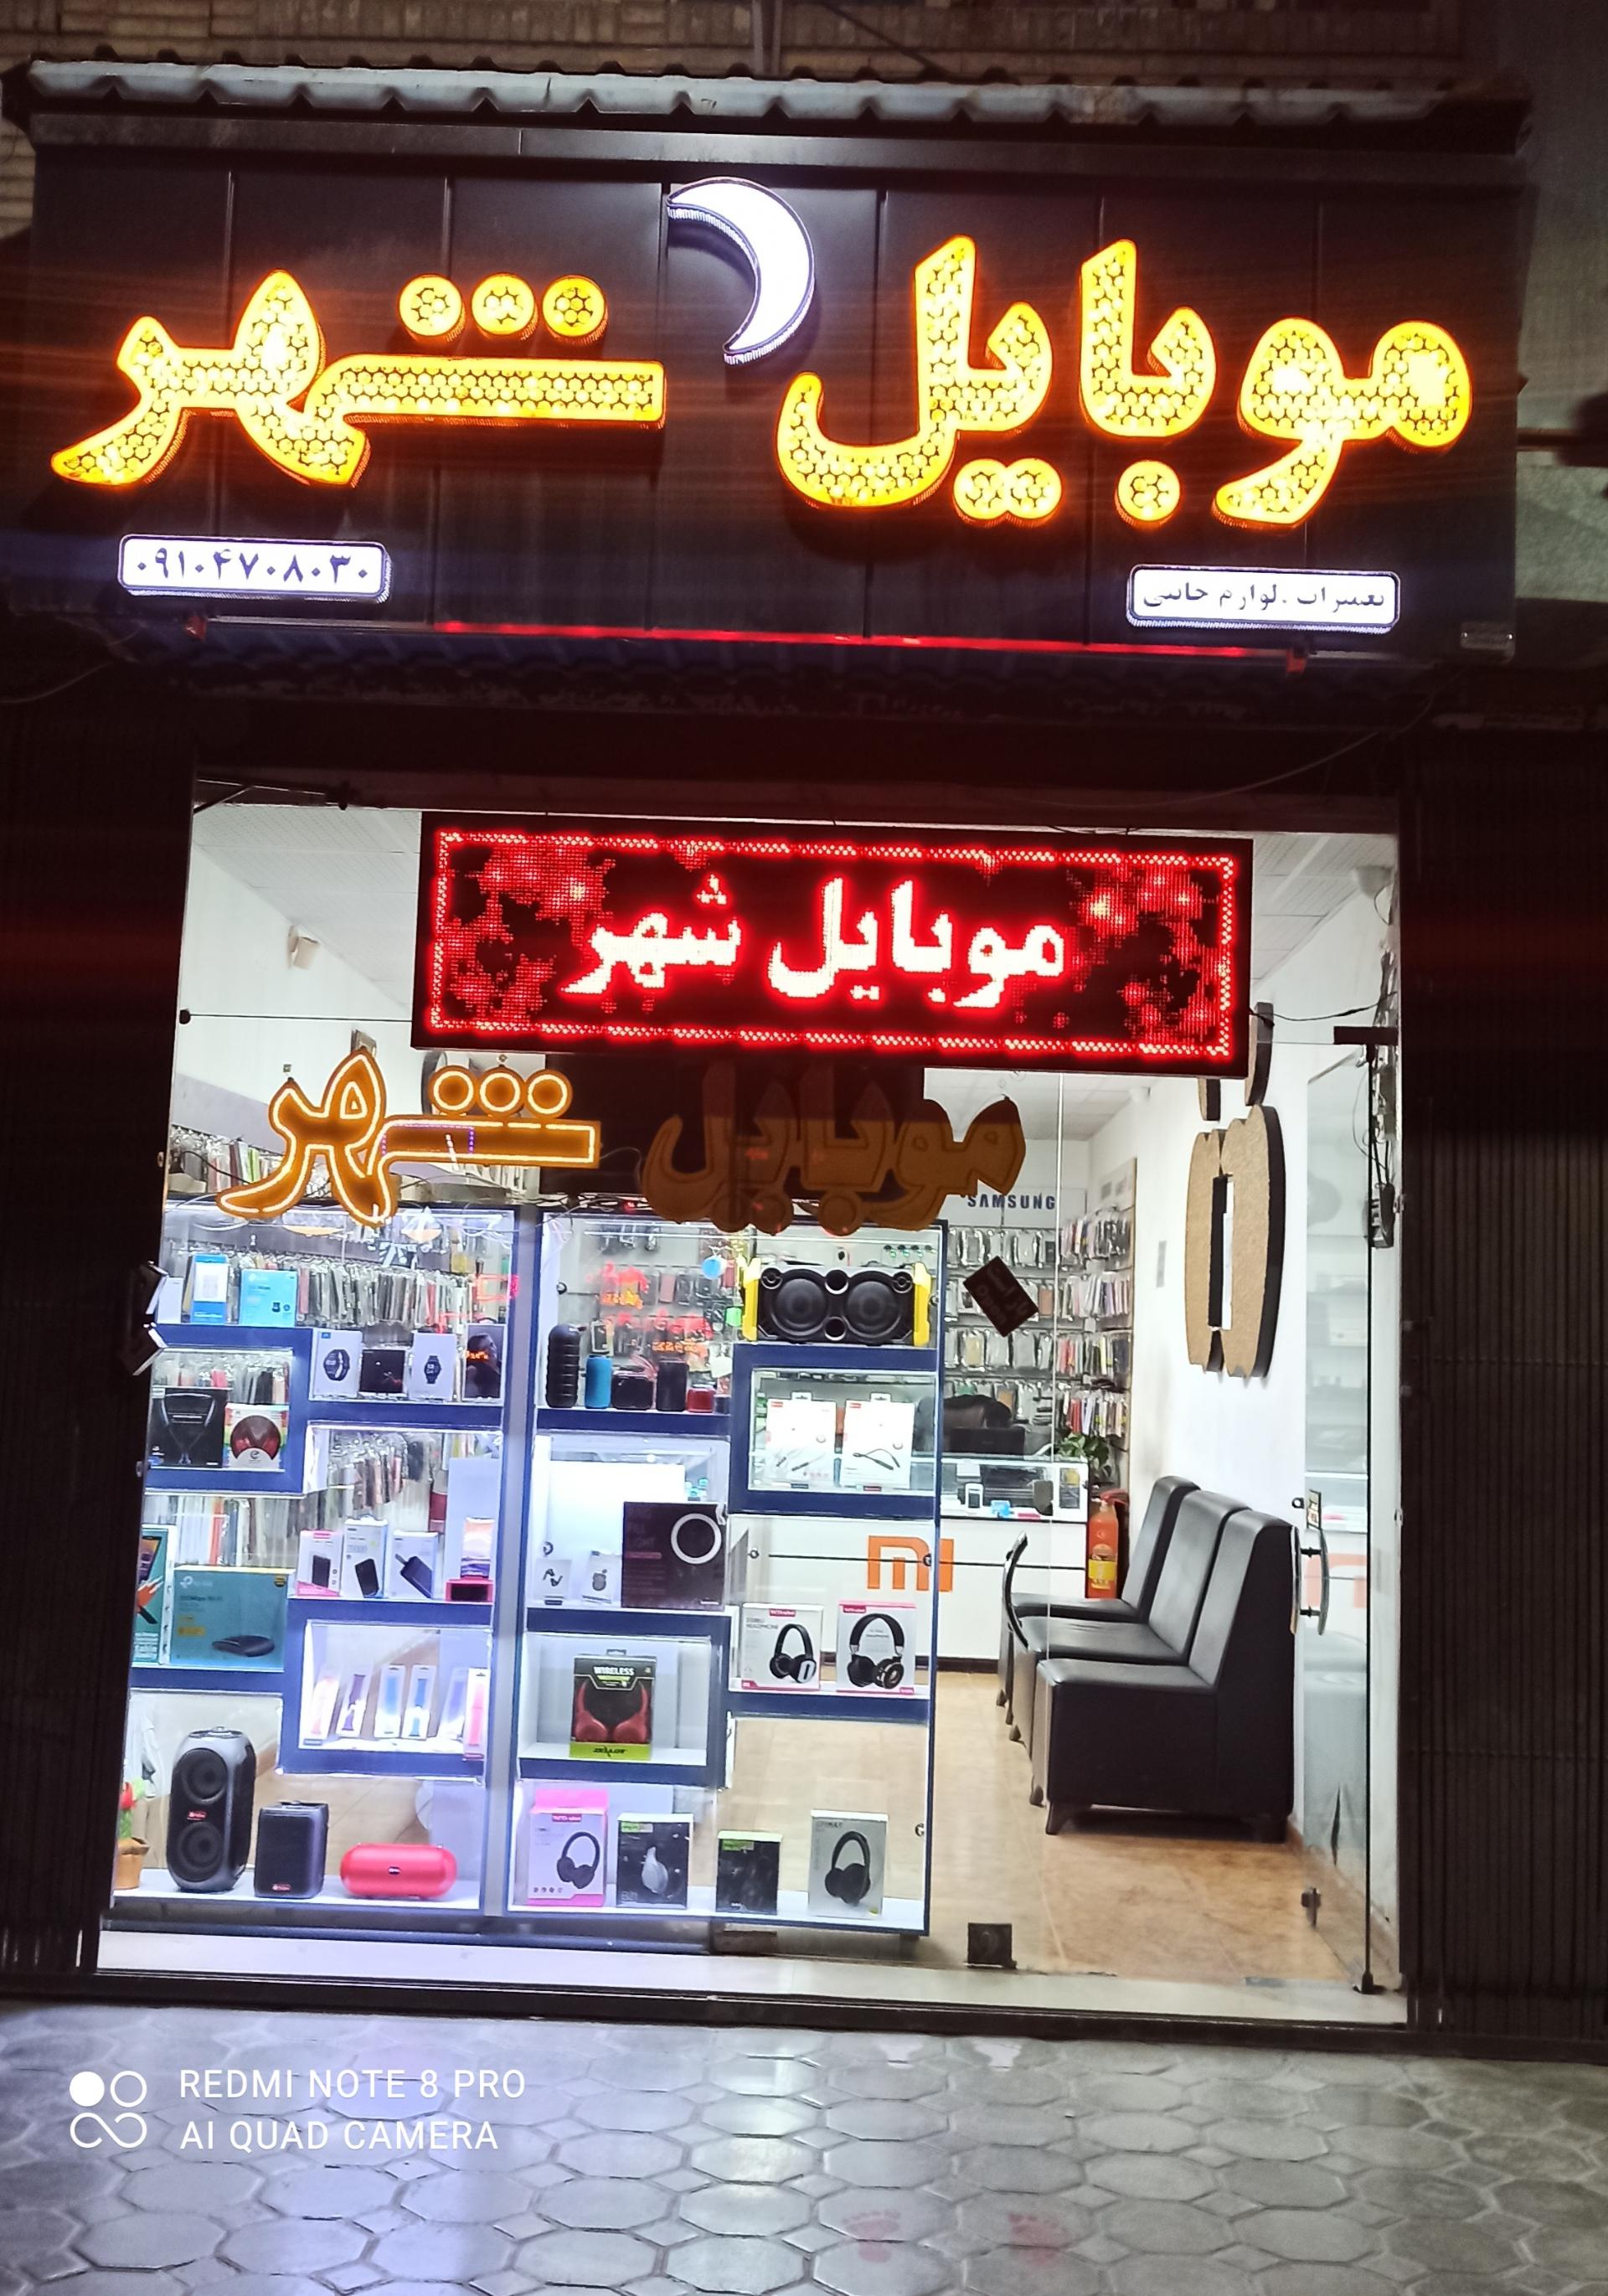 موبایل شهر
تعمیرات . لوازم جانبی
۰۹۱۰۴۷۰۸۰۳۰
موبایل شهر
موبایل شهر
SAMSUNG
mi
WIRELESS
REDMI NOTE 8 PRO
AI QUAD CAMERA